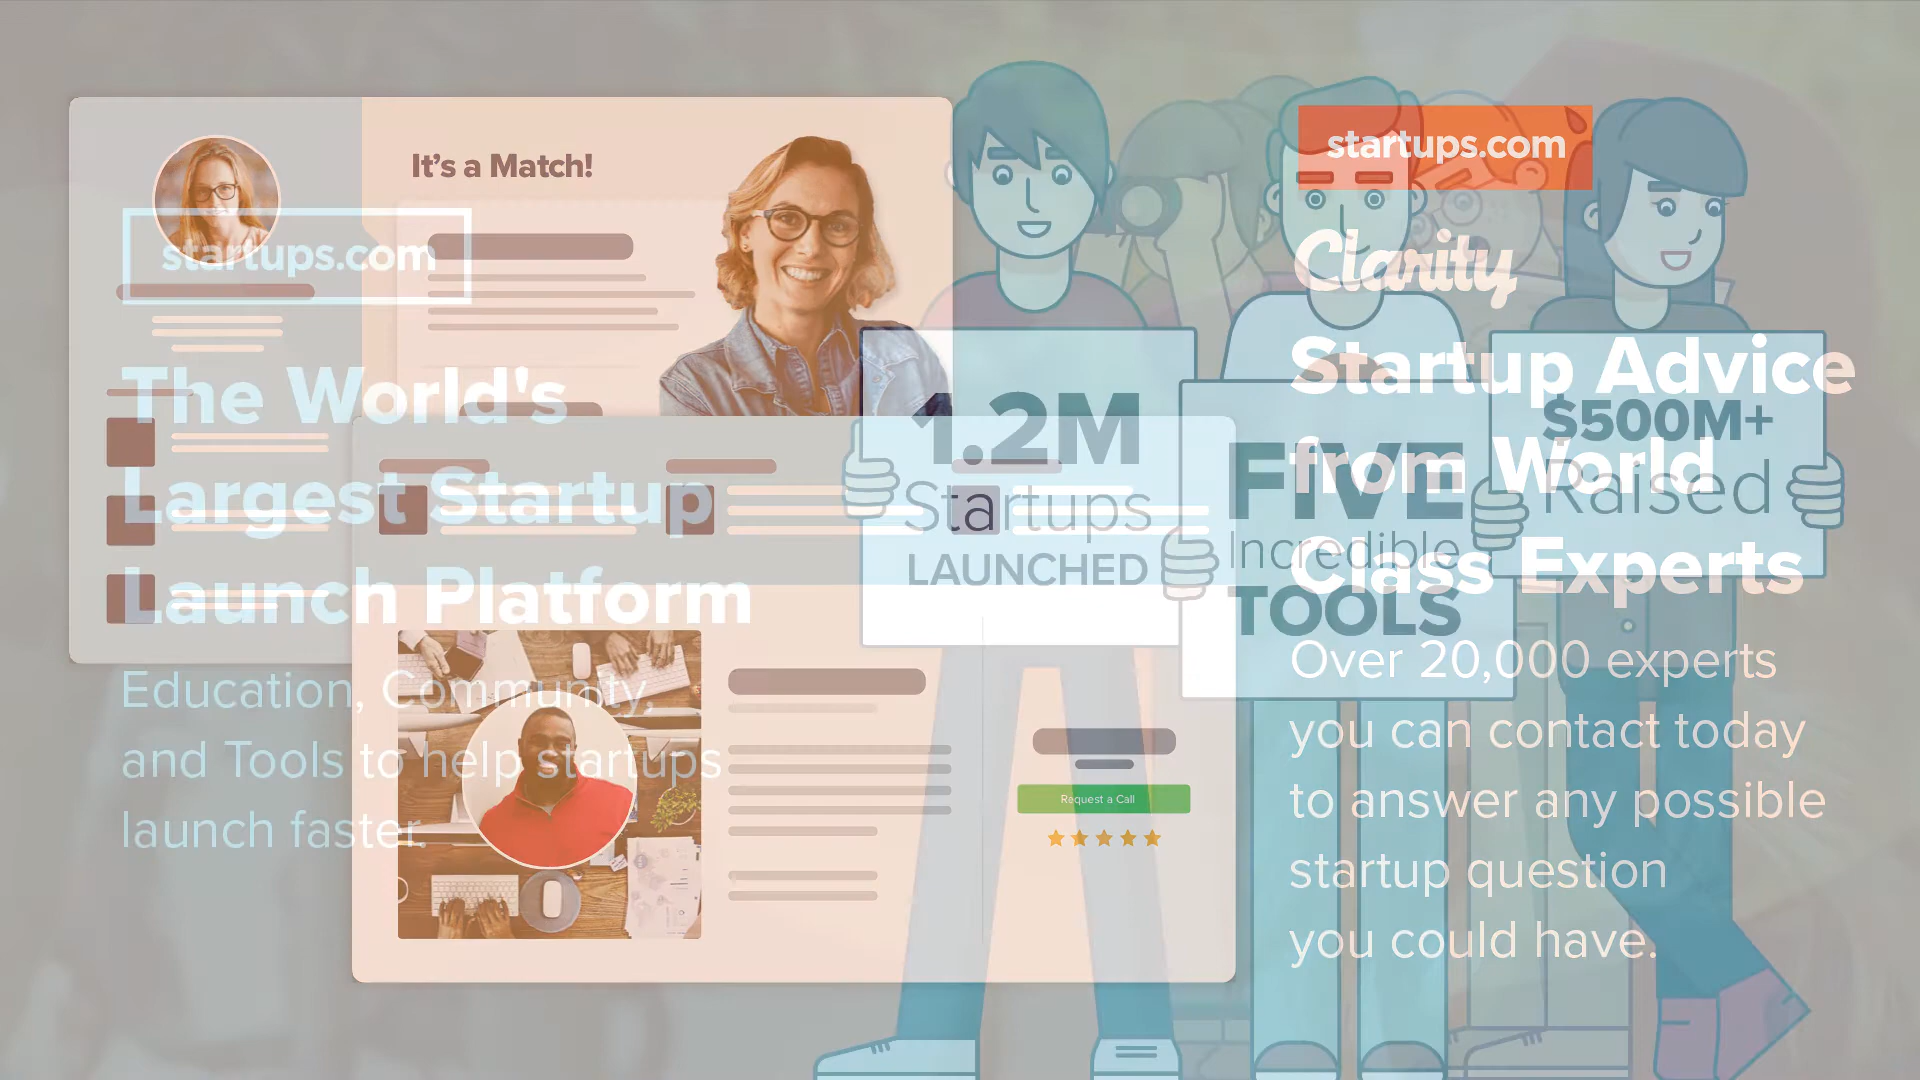 It's a Match!
startups.com
The World's
Largest Startup
Launch Platform
Education, Community,
and Tools to help startups
launch faster.
Request a Call
1.2M
Startups
LAUNCHED
FIVE
Incredible
TOOLS
$500M+
Raised
startups.com
Clarity
Startup Advice
from World
Class Experts
Over 20,000 experts
you can contact today
to answer any possible
startup question
you could have.